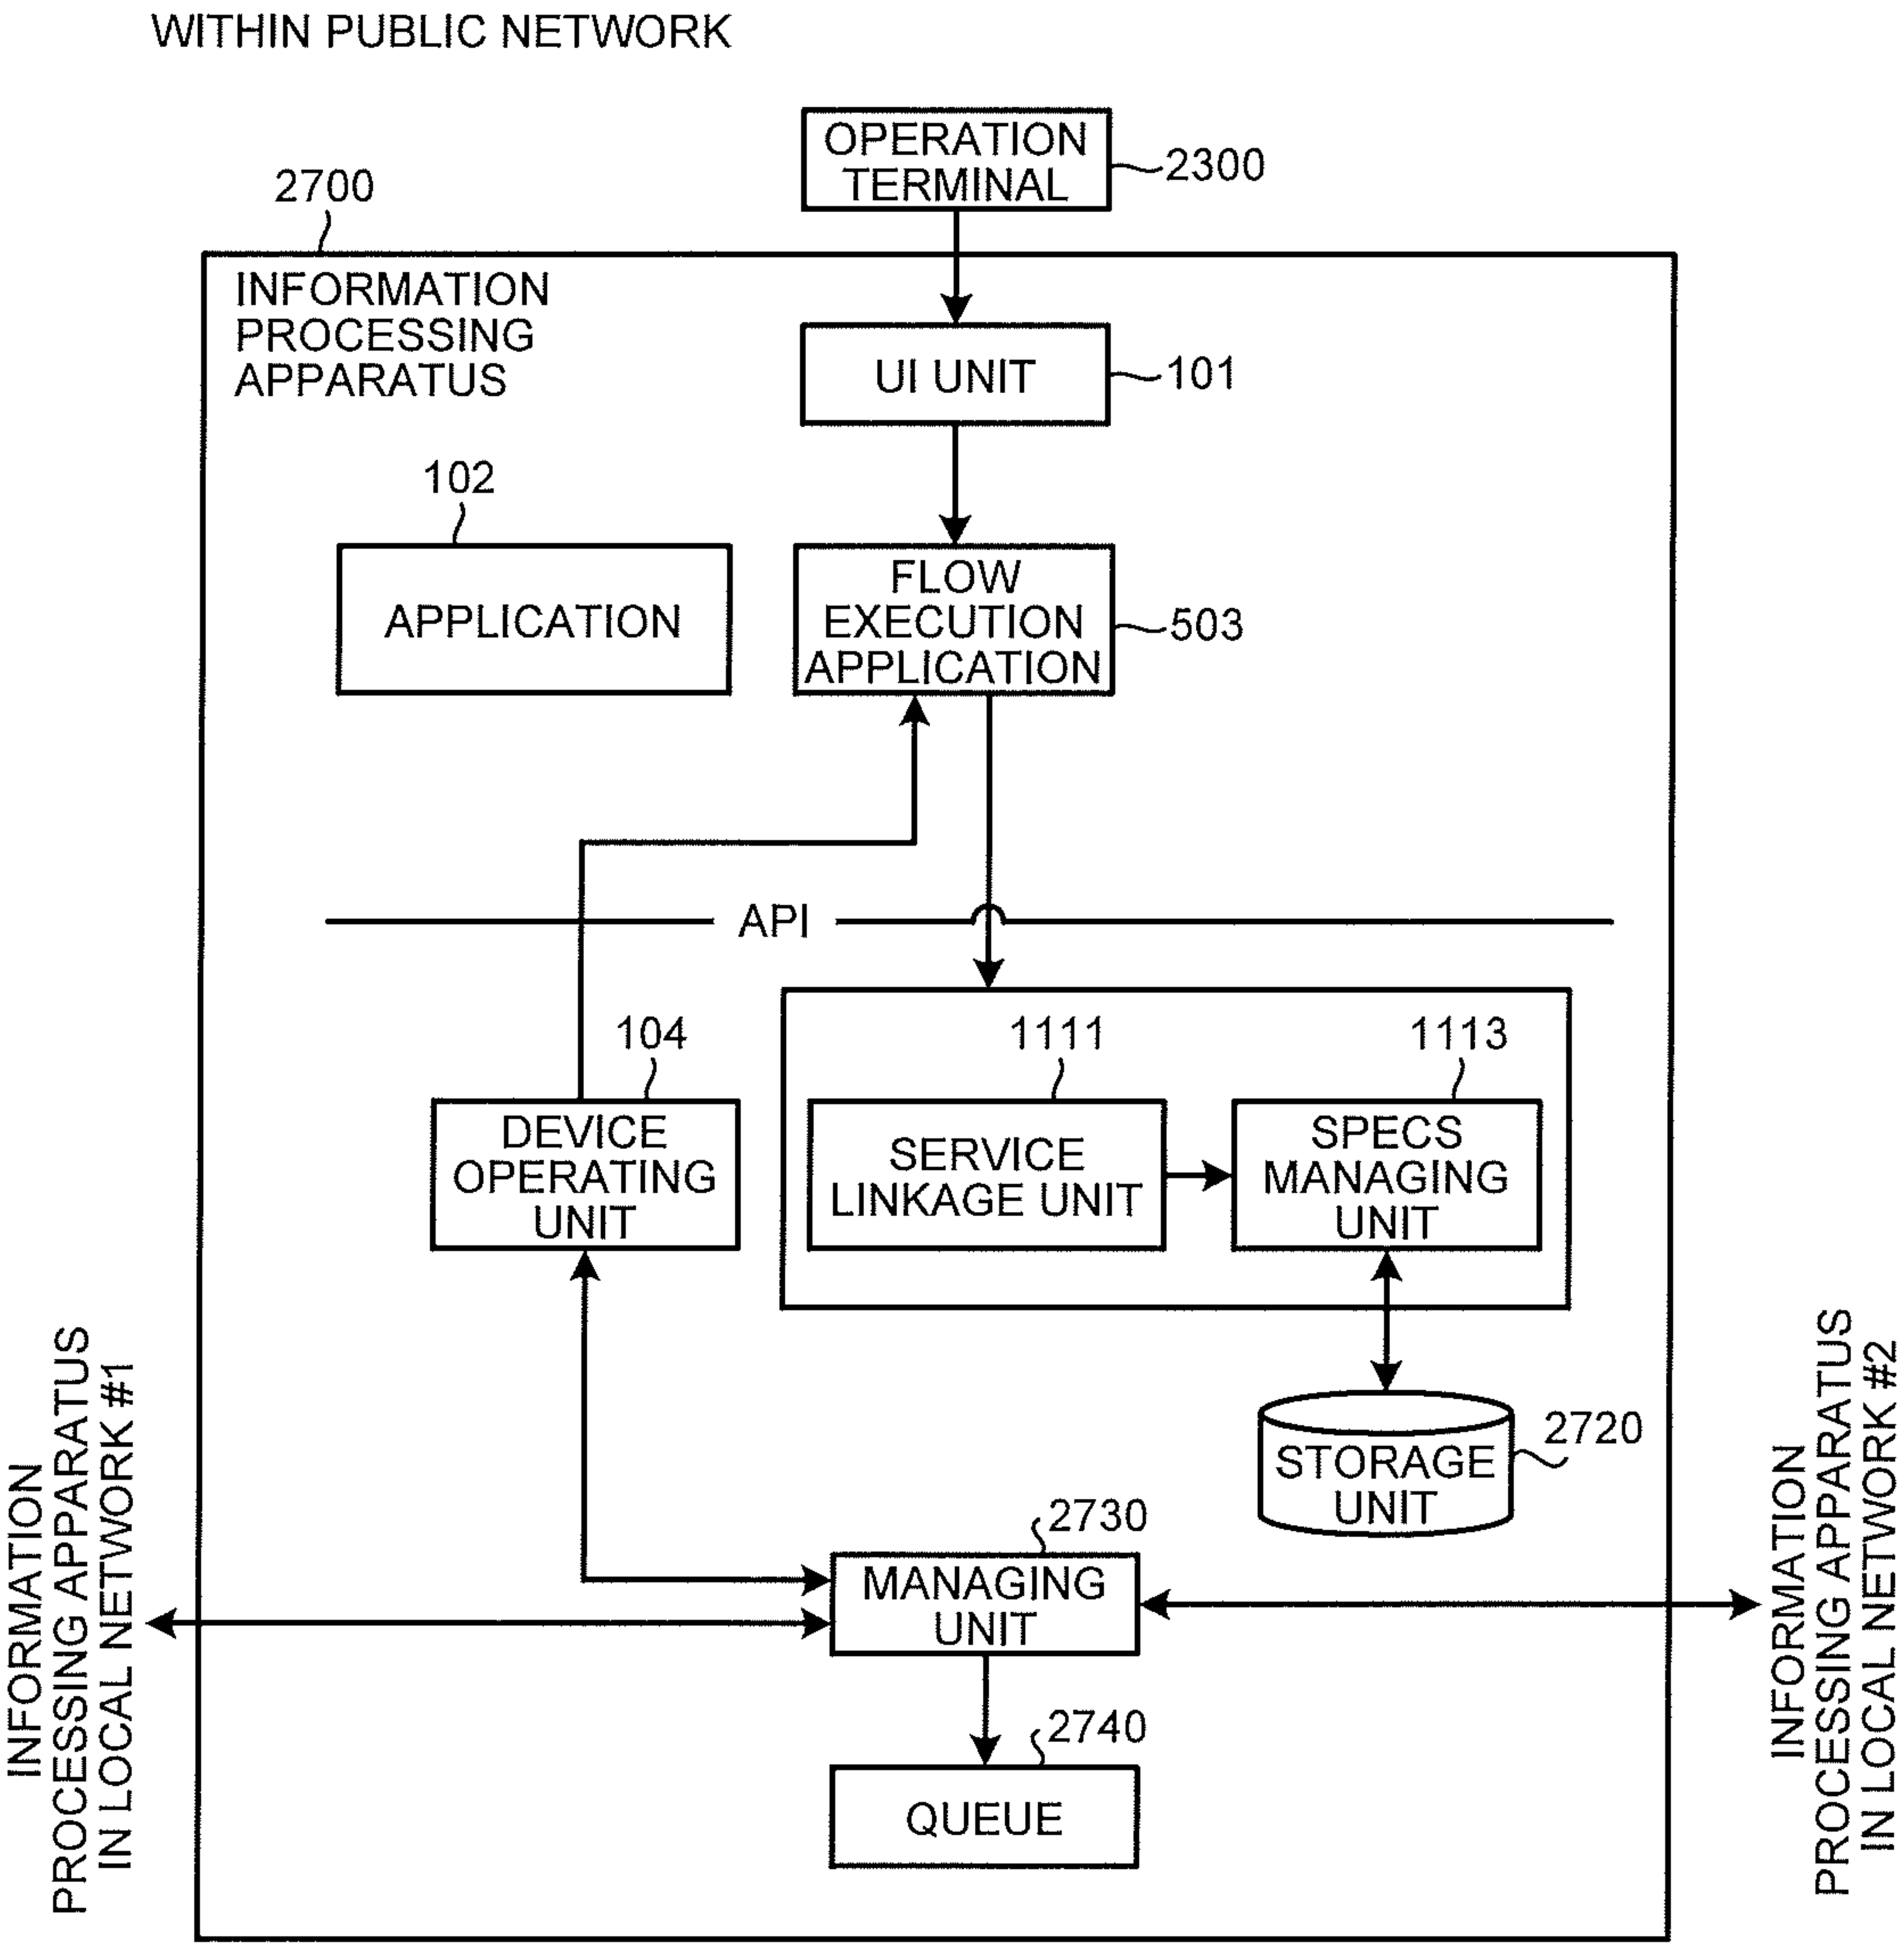 WITHIN PUBLIC NETWORK
OPERATION
TERMINAL
2300
2700
INFORMATION
PROCESSING
APPARATUS
UI UNIT
101
102
APPLICATION
FLOW
EXECUTION
APPLICATION
503
API
104
DEVICE
OPERATING
UNIT
1111
SERVICE
LINKAGE UNIT
1113
SPECS
MANAGING
UNIT
STORAGE
UNIT
2720
INFORMATION
PROCESSING APPARATUS
IN LOCAL NETWORK #1
2730
MANAGING
UNIT
INFORMATION
PROCESSING APPARATUS
IN LOCAL NETWORK #2
2740
QUEUE